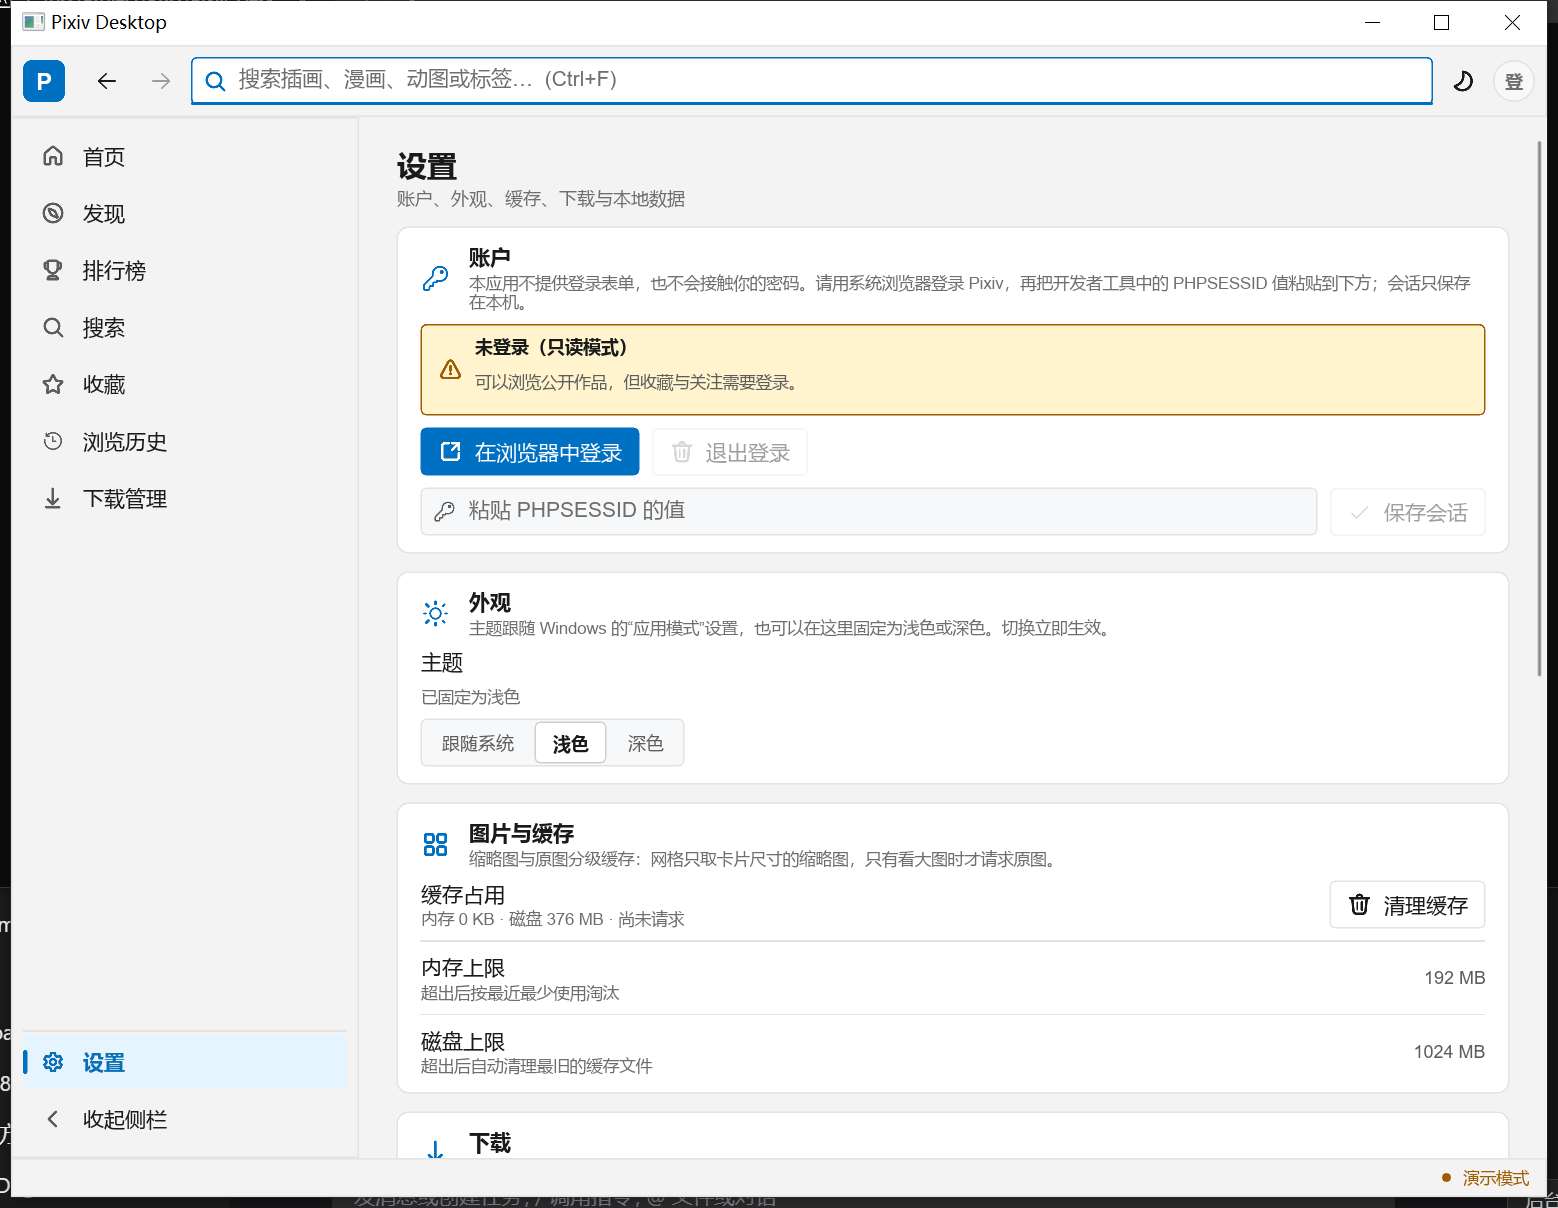 Pixiv Desktop
P
搜索插画、漫画、动图或标签… (Ctrl+F)
登
首页
发现
排行榜
搜索
收藏
浏览历史
下载管理
设置
收起侧栏
设置
账户、外观、缓存、下载与本地数据
账户
本应用不提供登录表单，也不会接触你的密码。请用系统浏览器登录 Pixiv，再把开发者工具中的 PHPSESSID 值粘贴到下方；会话只保存
在本机。
未登录（只读模式）
可以浏览公开作品，但收藏与关注需要登录。
在浏览器中登录
退出登录
粘贴 PHPSESSID 的值
保存会话
外观
主题跟随 Windows 的“应用模式”设置，也可以在这里固定为浅色或深色。切换立即生效。
主题
已固定为浅色
跟随系统
浅色
深色
图片与缓存
缩略图与原图分级缓存：网格只取卡片尺寸的缩略图，只有看大图时才请求原图。
缓存占用
内存 0 KB · 磁盘 376 MB · 尚未请求
清理缓存
内存上限
超出后按最近最少使用淘汰
192 MB
磁盘上限
超出后自动清理最旧的缓存文件
1024 MB
下载
演示模式